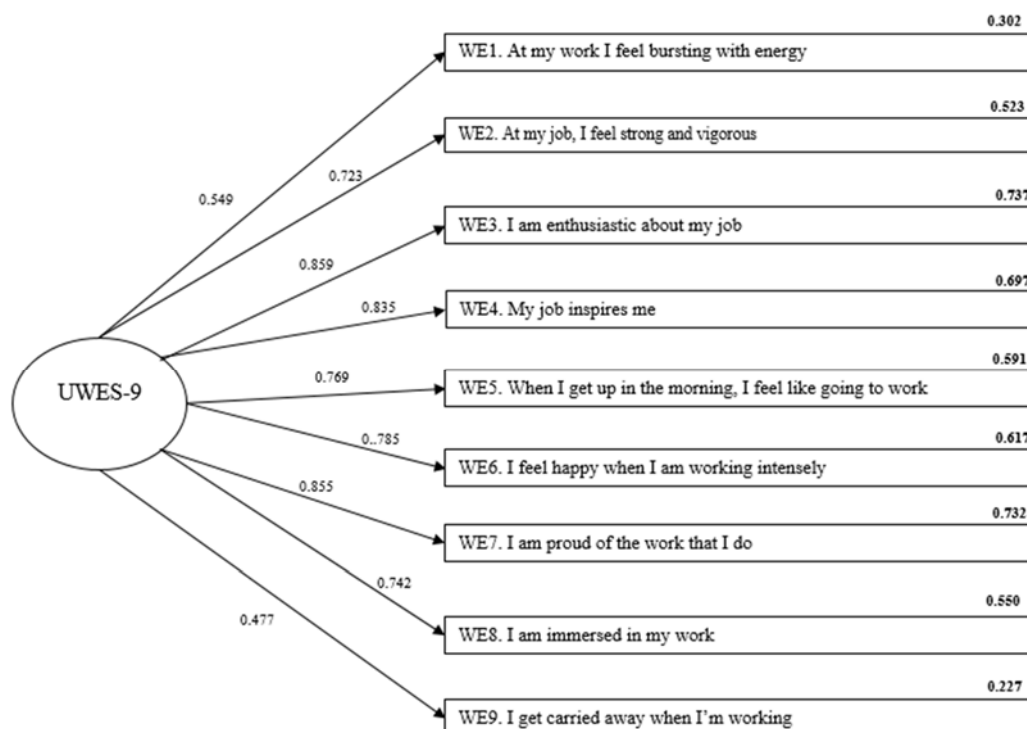 0.302
WE1. At my work I feel bursting with energy
0.523
WE2. At my job, I feel strong and vigorous
0.723
0.549
0.737
WE3. I am enthusiastic about my job
0.859
0.697
WE4. My job inspires me
0.835
0.591
UWES-9
0.769
WE5. When I get up in the morning, I feel like going to work
0.617
0..785
WE6. I feel happy when I am working intensely
0.855
0.732
WE7. I am proud of the work that I do
0.742
0.550
0.477
WE8. I am immersed in my work
0.227
WE9. I get carried away when I'm working